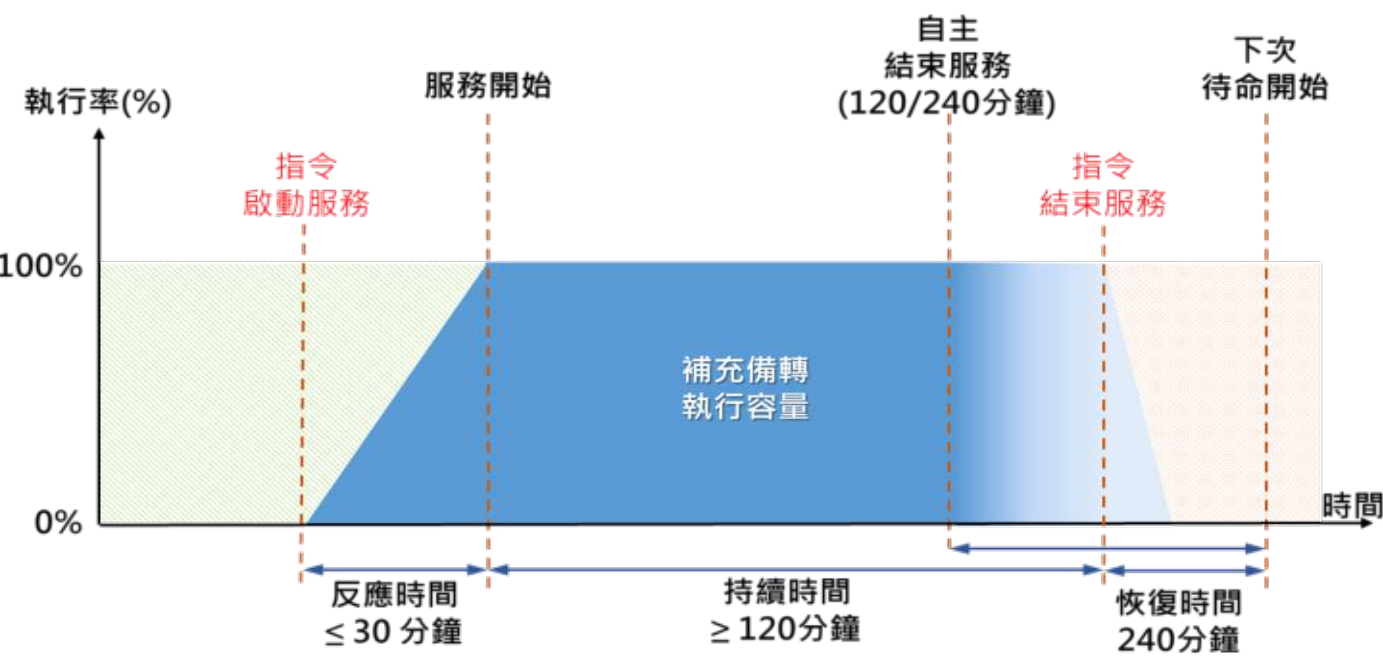 自主
結束服務
(120/240分鐘)
下次
待命開始
服務開始
執行率(%)
指令
啟動服務
指令
結束服務
100%
補充備轉
執行容量
0%
時間
反應時間
≤ 30 分鐘
持續時間
≥ 120分鐘
恢復時間
240分鐘